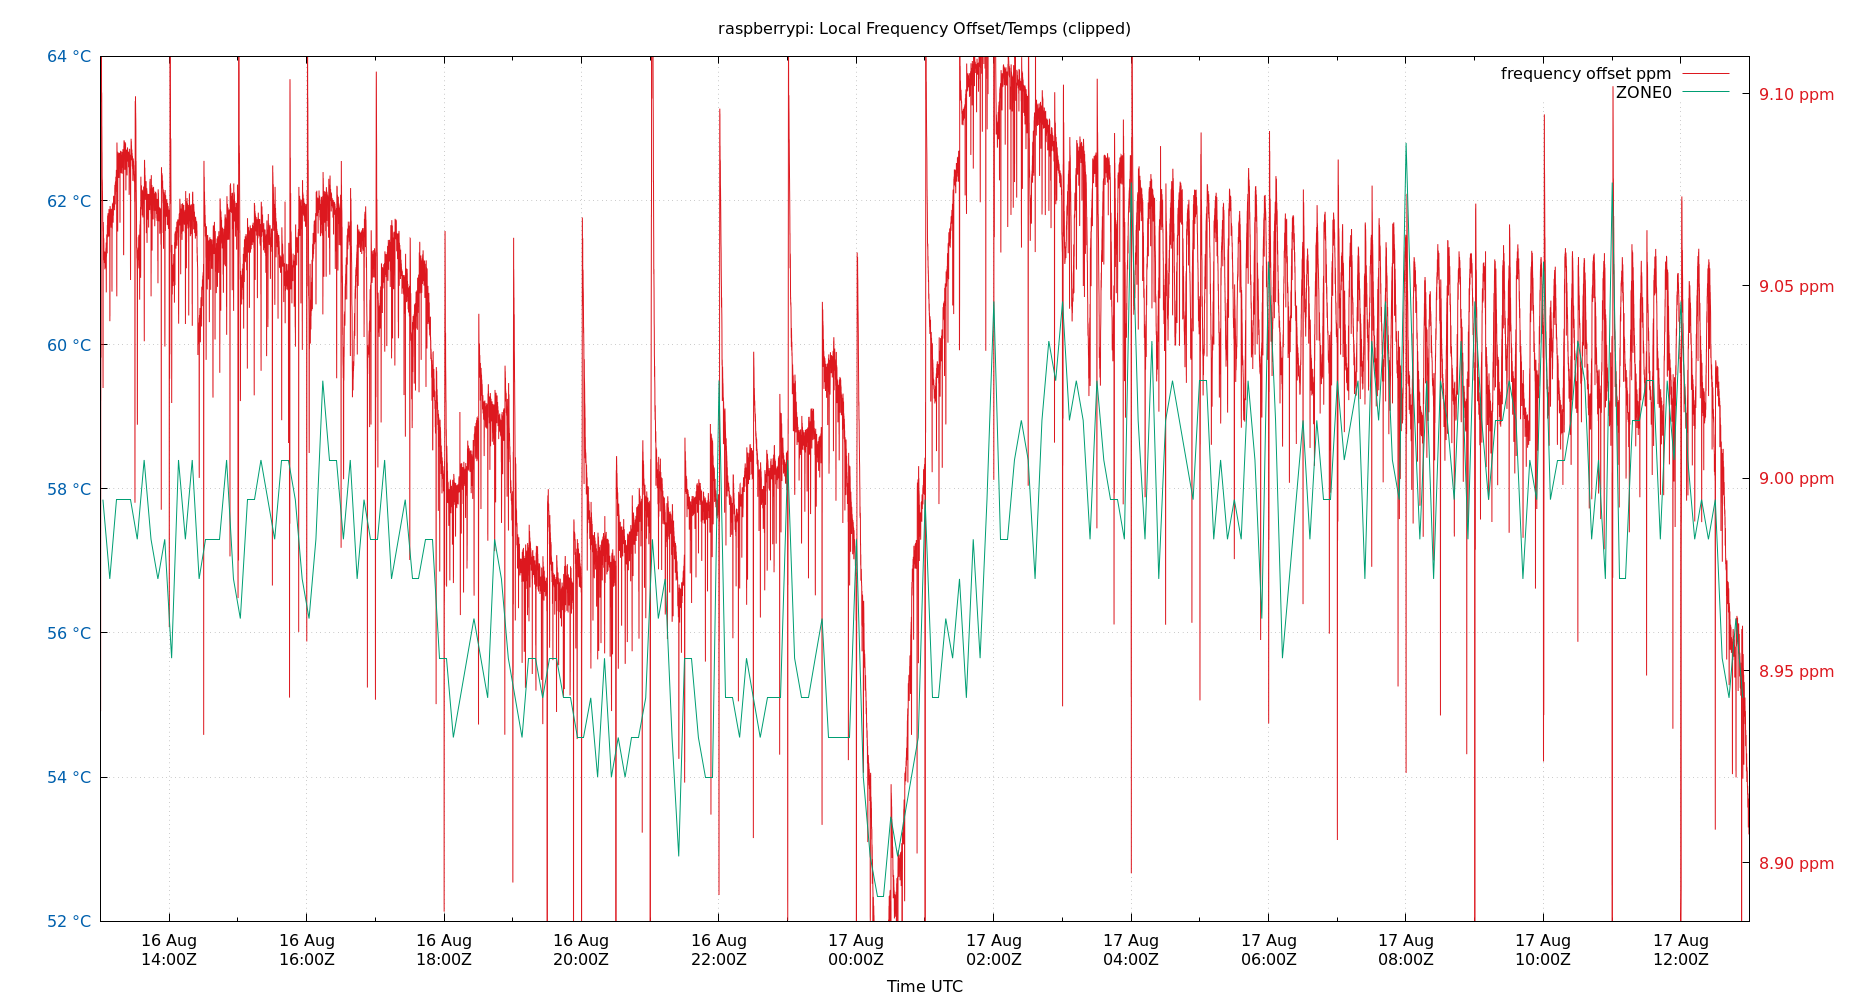 raspberrypi: Local Frequency Offset/Temps (clipped)
frequency offset ppm
ZONE0
64 °C
62 °C
60 °C
58 °C
56 °C
54 °C
52 °C
9.10 ppm
9.05 ppm
9.00 ppm
8.95 ppm
8.90 ppm
16 Aug 14:00Z
16 Aug 16:00Z
16 Aug 18:00Z
16 Aug 20:00Z
16 Aug 22:00Z
17 Aug 00:00Z
17 Aug 02:00Z
17 Aug 04:00Z
17 Aug 06:00Z
17 Aug 08:00Z
17 Aug 10:00Z
17 Aug 12:00Z
Time UTC